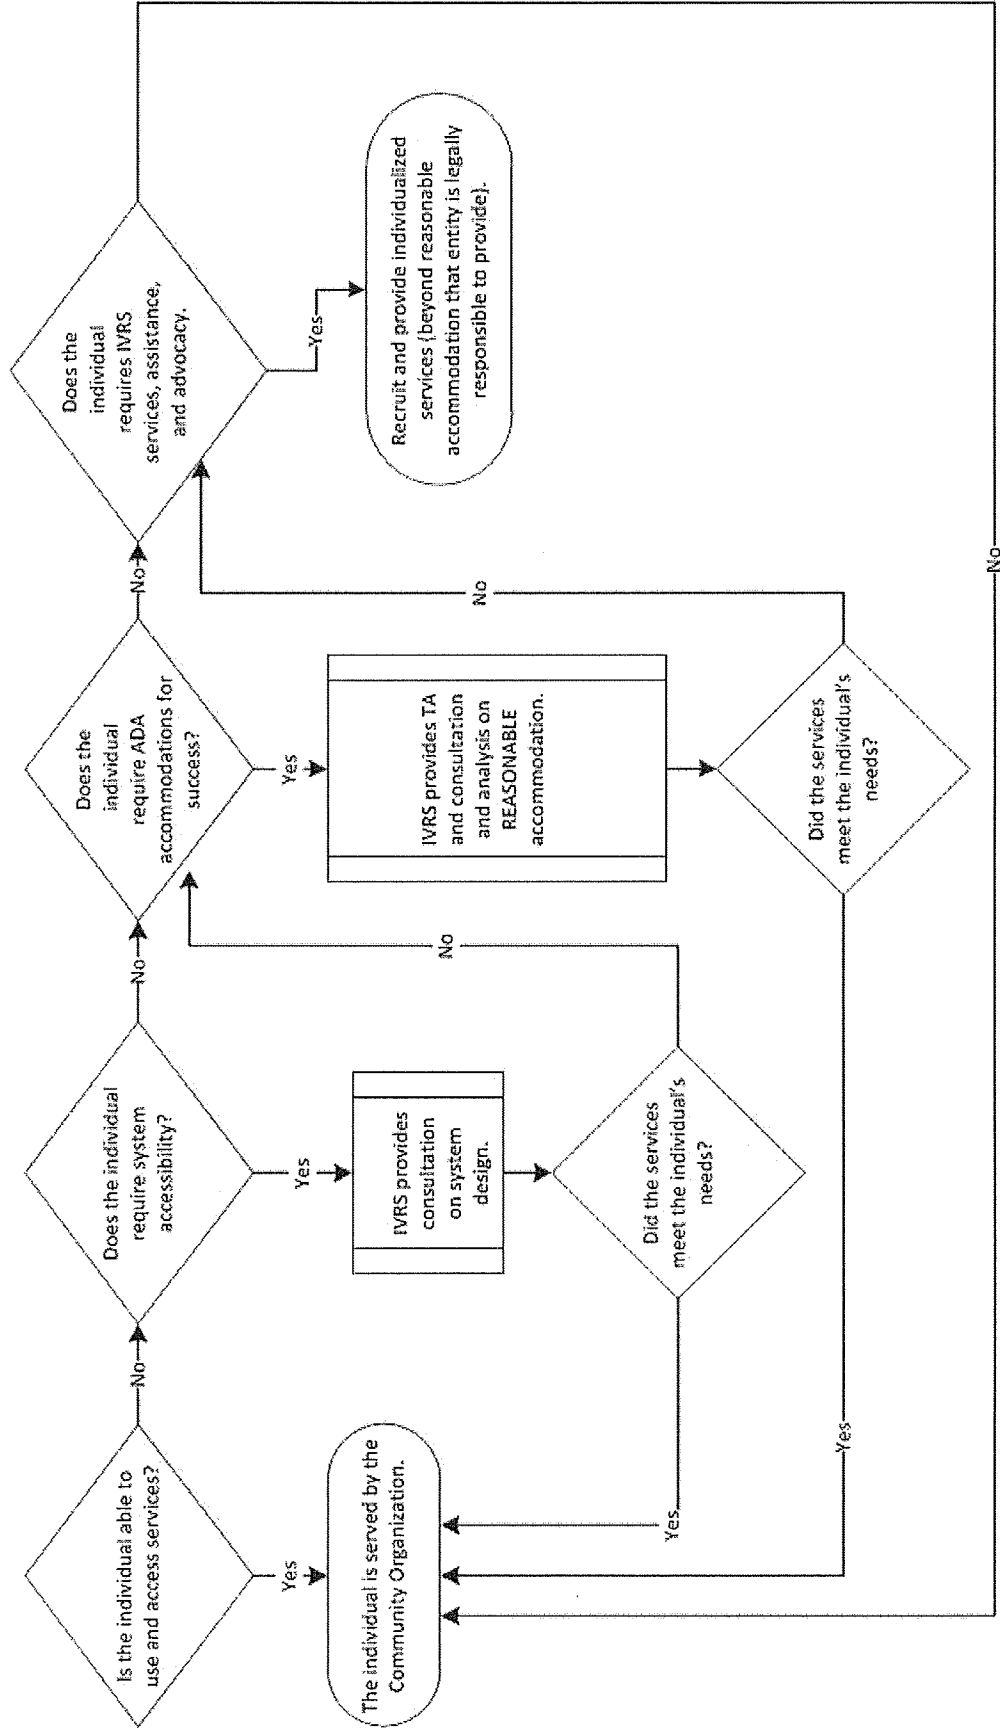 Is the individual able to
use and access services?
No
Yes
The individual is served by the
Community Organization.
Does the individual
require system
accessibility?
No
Yes
IVRS provides
consultation
on system
design.
Did the services
meet the individual's
needs?
Yes
No
Does the
individual
require ADA
accommodations for
success?
No
Yes
IVRS provides TA
and consultation
and analysis on
REASONABLE
accommodation.
Did the services
meet the individual's
needs?
Yes
No
Does the
individual
requires IVRS
services, assistance,
and advocacy.
Yes
Recruit and provide individualized
services (beyond reasonable
accommodation that entity is legally
responsible to provide).
No